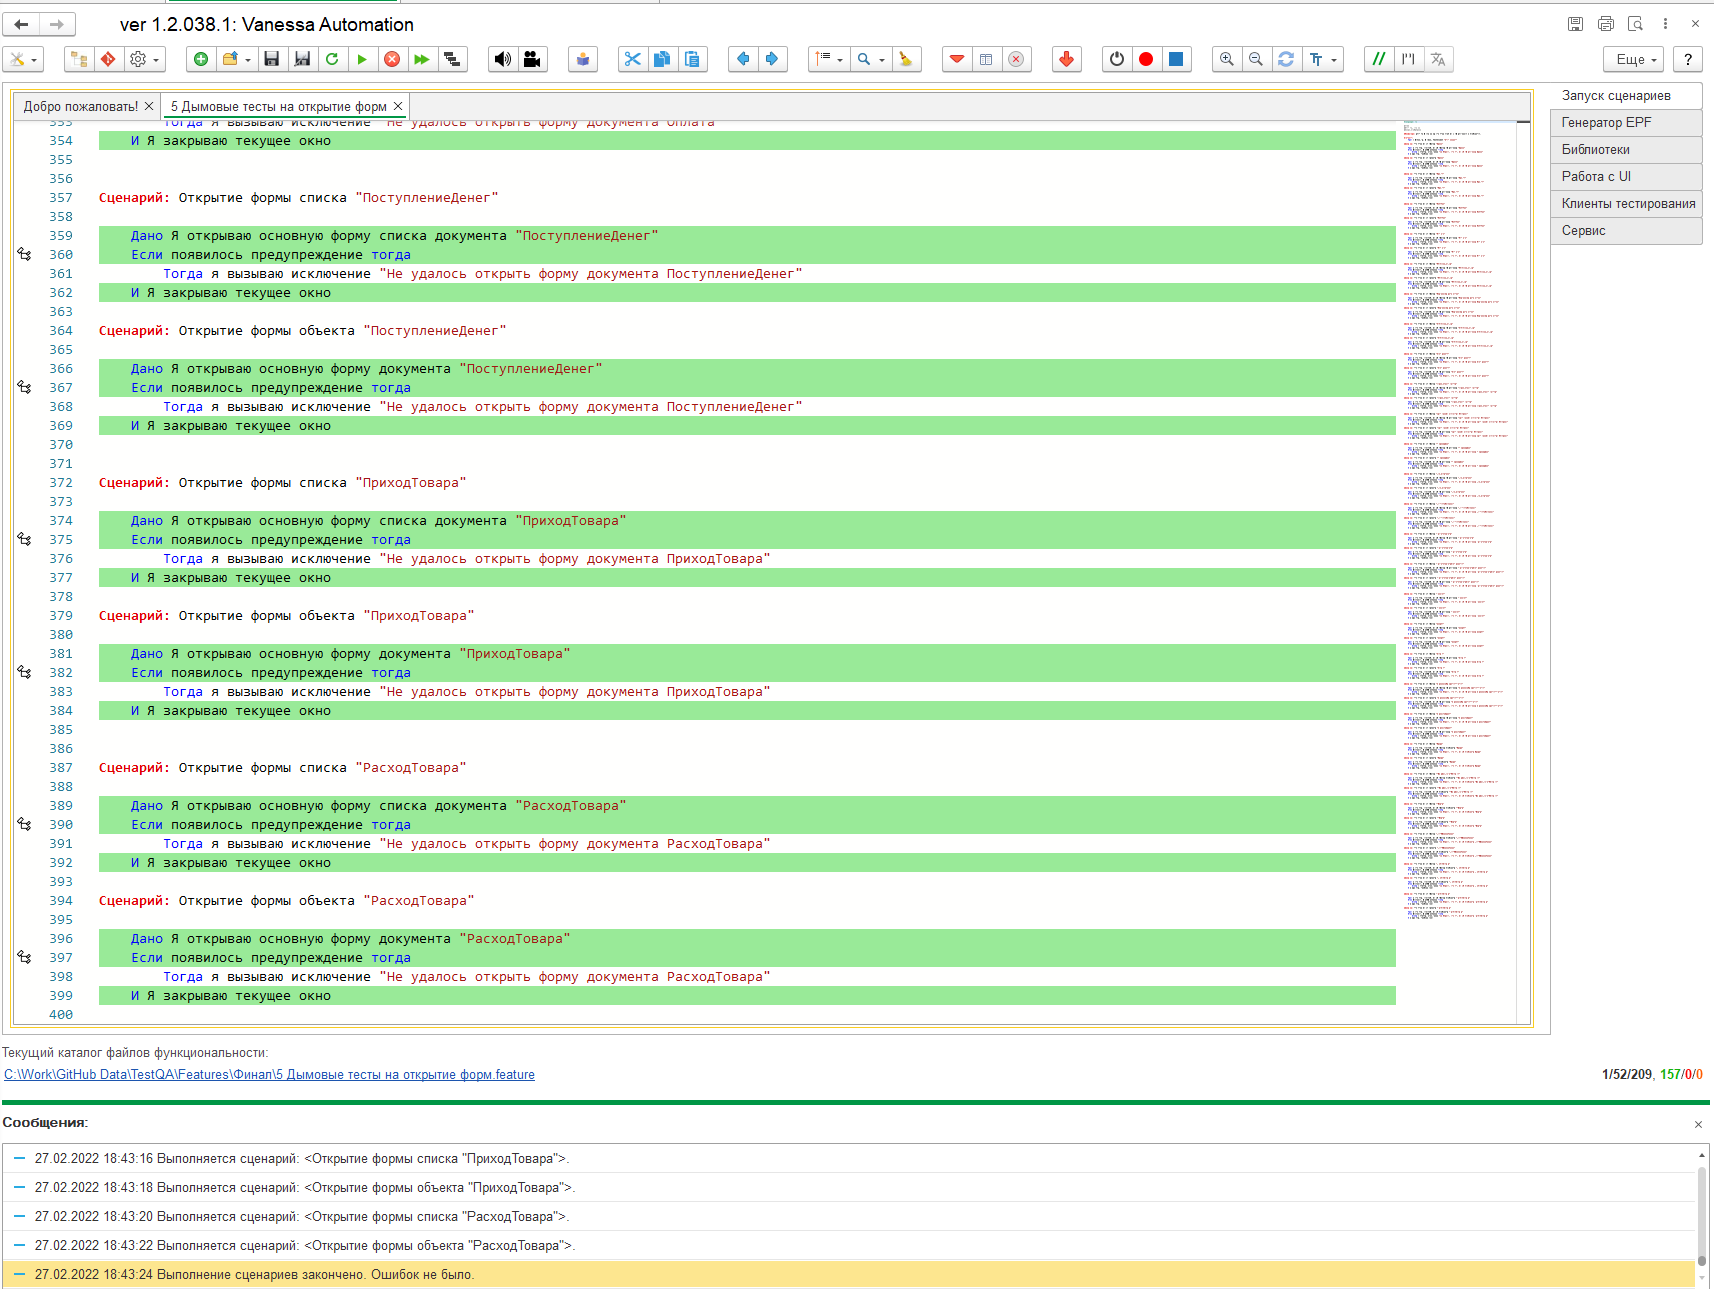 ver 1.2.038.1: Vanessa Automation
Еще
?
Добро пожаловать!
5 Дымовые тесты на открытие форм
Запуск сценариев
Генератор EPF
Библиотеки
Работа с UI
Клиенты тестирования
Сервис
353 Тогда я вызываю исключение "Не удалось открыть форму документа Оплата"
354 И Я закрываю текущее окно
355
356
357 Сценарий: Открытие формы списка "ПоступлениеДенег"
358
359 Дано Я открываю основную форму списка документа "ПоступлениеДенег"
360 Если появилось предупреждение тогда
361 Тогда я вызываю исключение "Не удалось открыть форму документа ПоступлениеДенег"
362 И Я закрываю текущее окно
363
364 Сценарий: Открытие формы объекта "ПоступлениеДенег"
365
366 Дано Я открываю основную форму документа "ПоступлениеДенег"
367 Если появилось предупреждение тогда
368 Тогда я вызываю исключение "Не удалось открыть форму документа ПоступлениеДенег"
369 И Я закрываю текущее окно
370
371
372 Сценарий: Открытие формы списка "ПриходТовара"
373
374 Дано Я открываю основную форму списка документа "ПриходТовара"
375 Если появилось предупреждение тогда
376 Тогда я вызываю исключение "Не удалось открыть форму документа ПриходТовара"
377 И Я закрываю текущее окно
378
379 Сценарий: Открытие формы объекта "ПриходТовара"
380
381 Дано Я открываю основную форму документа "ПриходТовара"
382 Если появилось предупреждение тогда
383 Тогда я вызываю исключение "Не удалось открыть форму документа ПриходТовара"
384 И Я закрываю текущее окно
385
386
387 Сценарий: Открытие формы списка "РасходТовара"
388
389 Дано Я открываю основную форму списка документа "РасходТовара"
390 Если появилось предупреждение тогда
391 Тогда я вызываю исключение "Не удалось открыть форму документа РасходТовара"
392 И Я закрываю текущее окно
393
394 Сценарий: Открытие формы объекта "РасходТовара"
395
396 Дано Я открываю основную форму документа "РасходТовара"
397 Если появилось предупреждение тогда
398 Тогда я вызываю исключение "Не удалось открыть форму документа РасходТовара"
399 И Я закрываю текущее окно
400
Текущий каталог файлов функциональности:
C:\Work\GitHub Data\TestQA\Features\Финал\5 Дымовые тесты на открытие форм.feature
1/52/209, 157/0/0
Сообщения:
27.02.2022 18:43:16 Выполняется сценарий: <Открытие формы списка "ПриходТовара">.
27.02.2022 18:43:18 Выполняется сценарий: <Открытие формы объекта "ПриходТовара">.
27.02.2022 18:43:20 Выполняется сценарий: <Открытие формы списка "РасходТовара">.
27.02.2022 18:43:22 Выполняется сценарий: <Открытие формы объекта "РасходТовара">.
27.02.2022 18:43:24 Выполнение сценариев закончено. Ошибок не было.